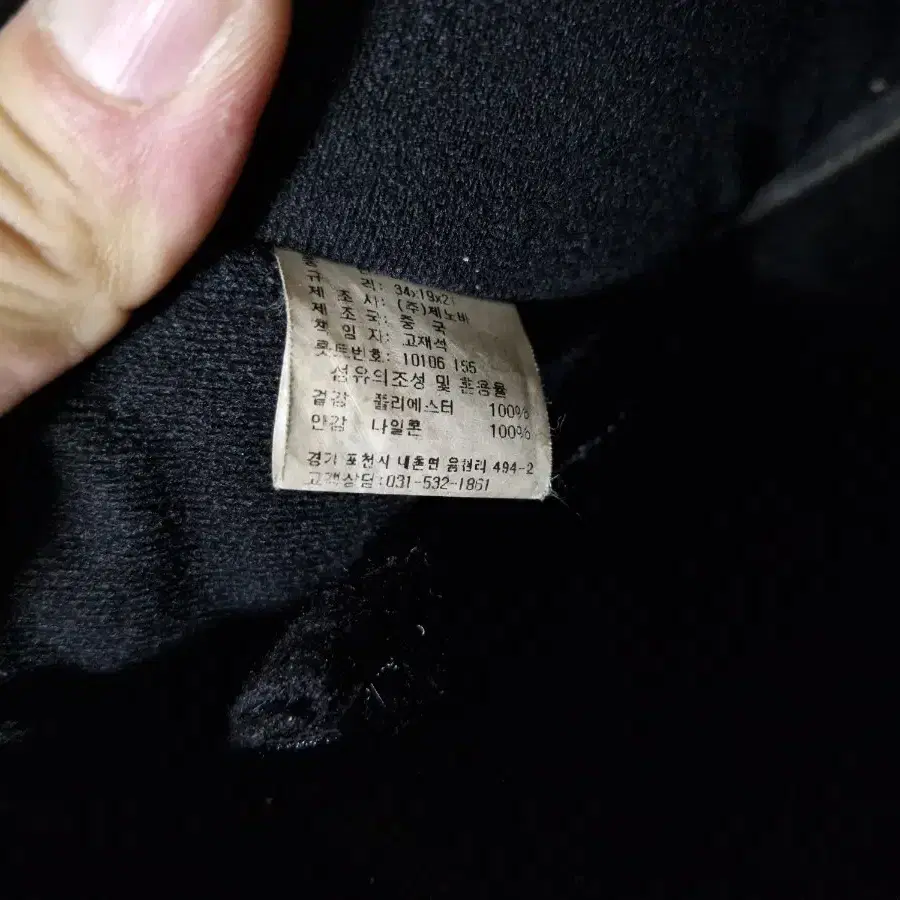 규 격: 34x19x21
제 조 사: (주)제노바
제 조 국: 중 국
책 임 자: 고재석
롯트번호: 10106 155
섬유의조성 및 혼용율
겉감 폴리에스터 100%
안감 나일론 100%
경기 포천시 내촌면 음현리 494-2
고객상담:031-532-1861